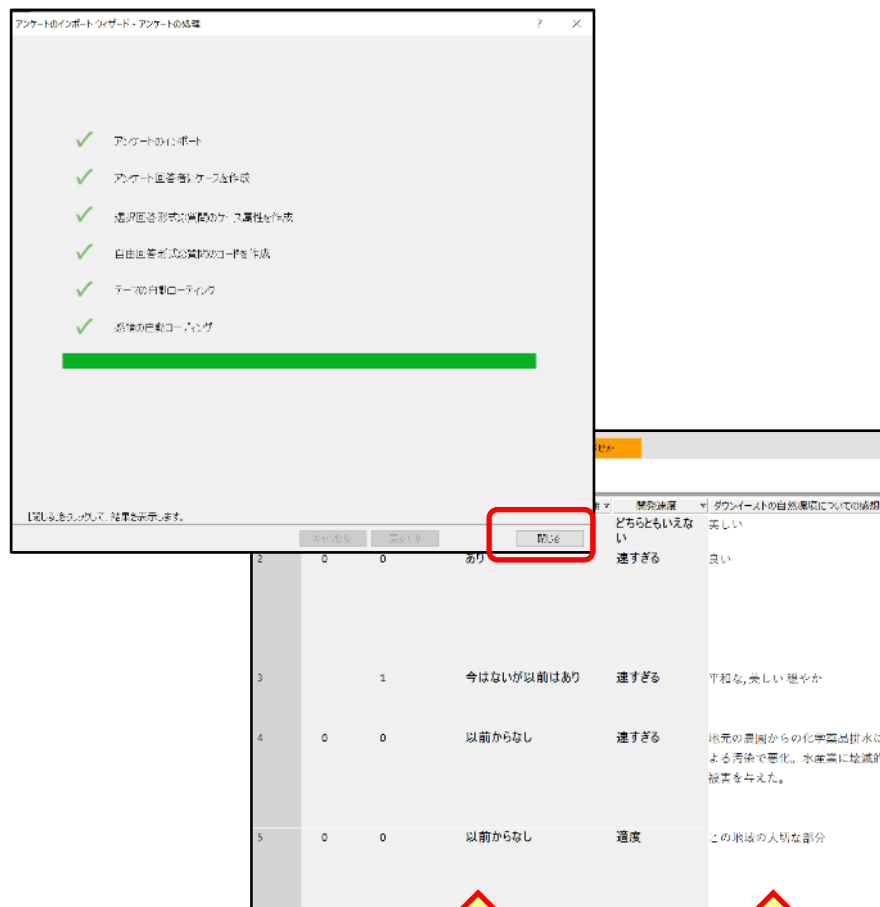 アンケートのインポート ウィザード - アンケートの処理 ? ×
アンケートのインポート
アンケート回答者に ケースを作成
選択回答形式の質問のケース属性を作成
自由回答形式の質問のコードを作成
テーマの自動コーディング
感情の自動コーディング
[閉じる]をクリックして、結果を表示します。
キャンセル 戻る 閉じる
開発速度 ダウンイーストの自然環境についての感想
どちらともいえな
い
美しい
2 0 0 あり 速すぎる 良い
3 1 今はないが以前はあり 速すぎる 平和な, 美しい 穏やか
4 0 0 以前からなし 速すぎる 地元の農園からの化学薬品排水に
よる汚染で悪化。水産業に壊滅的
被害を与えた。
5 0 0 以前からなし 適度 この地域の大切な部分